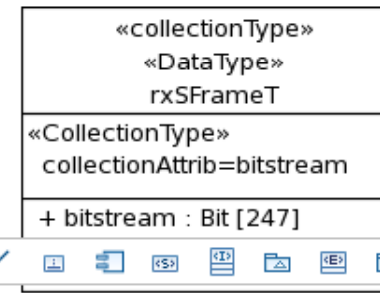 «collectionType»
«DataType»
rxSFrameT
«CollectionType»
collectionAttrib=bitstream
+ bitstream : Bit [247]
«S»
«I»
«E»